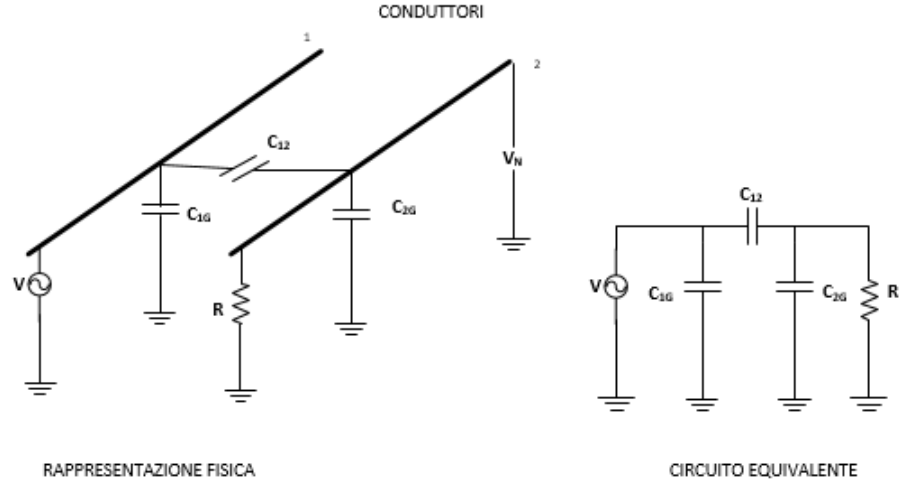 CONDUTTORI
1
2
C12
VN
C1G
C2G
V
R
C12
V
C1G
C2G
R
RAPPRESENTAZIONE FISICA
CIRCUITO EQUIVALENTE